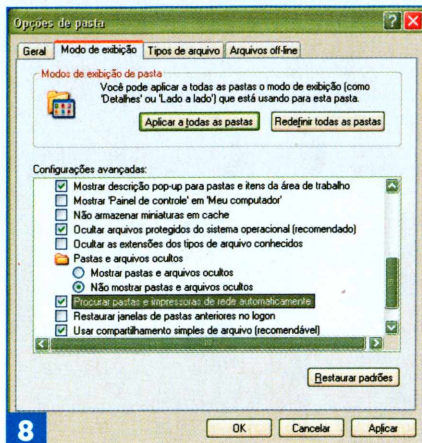 Opções de pasta
Geral Modo de exibição Tipos de arquivo Arquivos off-line
Modos de exibição de pasta
Você pode aplicar a todas as pastas o modo de exibição (como
'Detalhes' ou 'Lado a lado') que está usando para esta pasta.
Aplicar a todas as pastas Redefinir todas as pastas
Configurações avançadas:
Mostrar descrição pop-up para pastas e itens da área de trabalho
Mostrar 'Painel de controle' em 'Meu computador'
Não armazenar miniaturas em cache
Ocultar arquivos protegidos do sistema operacional (recomendado)
Ocultar as extensões dos tipos de arquivo conhecidos
Pastas e arquivos ocultos
Mostrar pastas e arquivos ocultos
Não mostrar pastas e arquivos ocultos
Procurar pastas e impressoras de rede automaticamente
Restaurar janelas de pastas anteriores no logon
Usar compartilhamento simples de arquivo (recomendável)
Restaurar padrões
8 OK Cancelar Aplicar